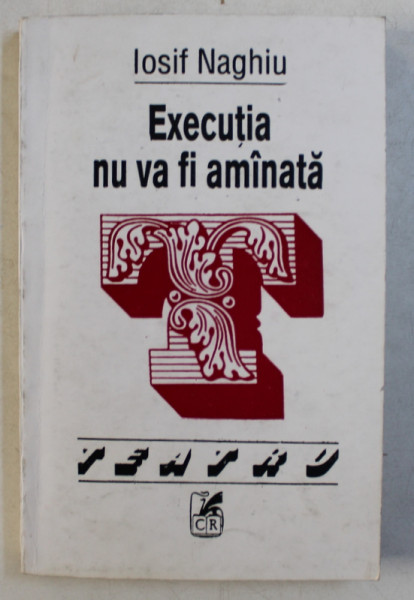 Iosif Naghiu
Execuția
nu va fi amînată
T
TEATRU
CR